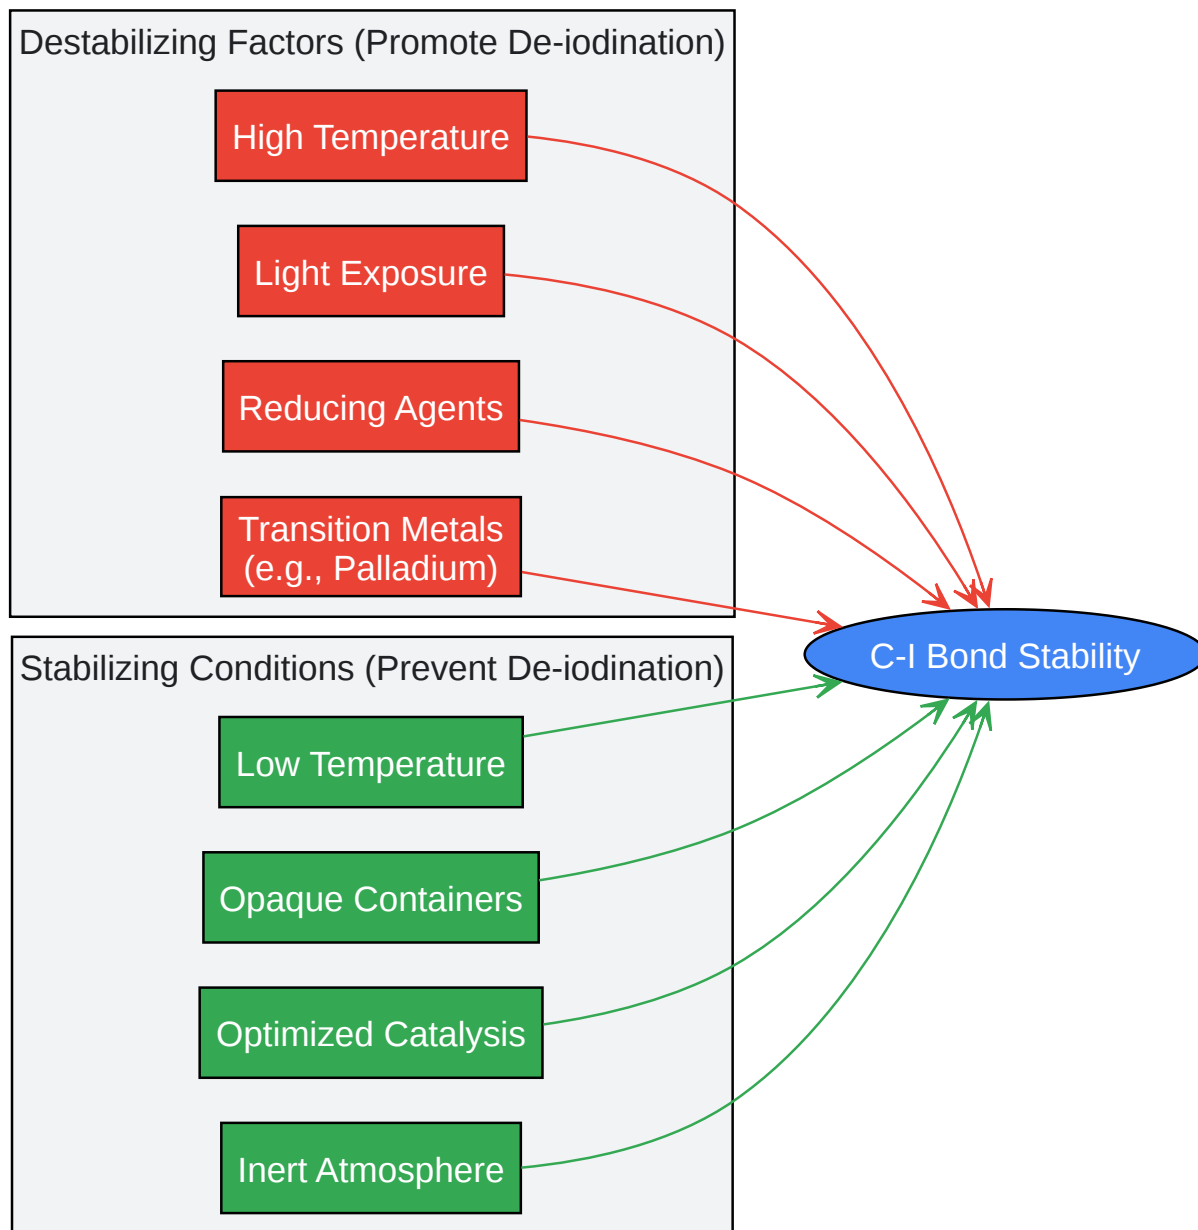 Destabilizing Factors (Promote De-iodination)
High Temperature
Light Exposure
Reducing Agents
Transition Metals
(e.g., Palladium)
C-I Bond Stability
Stabilizing Conditions (Prevent De-iodination)
Low Temperature
Opaque Containers
Optimized Catalysis
Inert Atmosphere